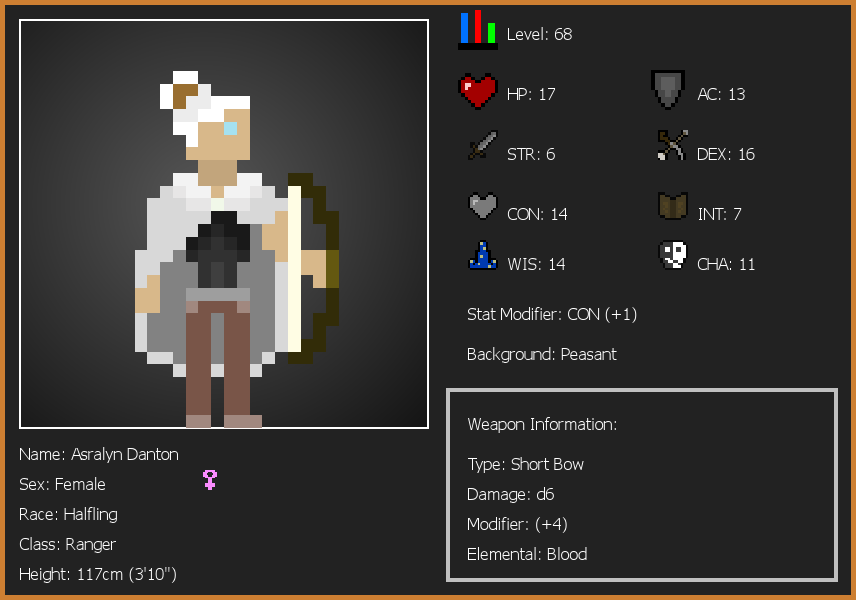 Level: 68
HP: 17
AC: 13
STR: 6
DEX: 16
CON: 14
INT: 7
WIS: 14
CHA: 11
Stat Modifier: CON (+1)
Background: Peasant
Weapon Information:
Type: Short Bow
Damage: d6
Modifier: (+4)
Elemental: Blood
Name: Asralyn Danton
Sex: Female
Race: Halfling
Class: Ranger
Height: 117cm (3'10")